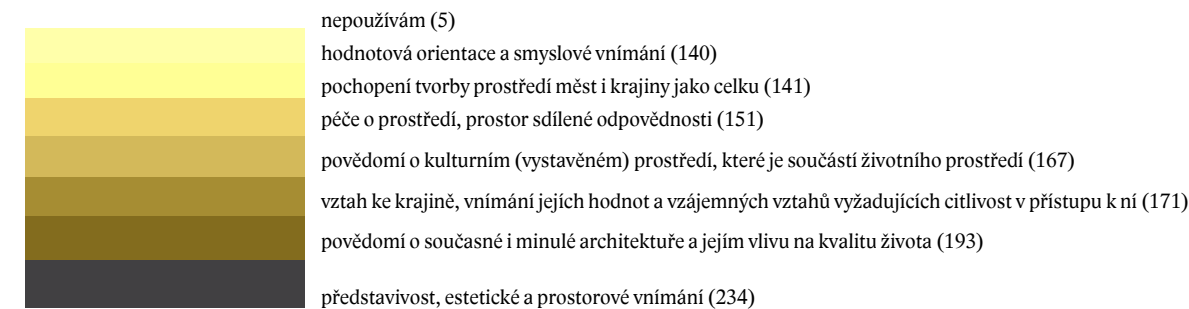 nepoužívám (5)
hodnotová orientace a smyslové vnímání (140)
pochopení tvorby prostředí měst i krajiny jako celku (141)
péče o prostředí, prostor sdílené odpovědnosti (151)
povědomí o kulturním (vystavěném) prostředí, které je součástí životního prostředí (167)
vztah ke krajině, vnímání jejích hodnot a vzájemných vztahů vyžadujících citlivost v přístupu k ní (171)
povědomí o současné i minulé architektuře a jejím vlivu na kvalitu života (193)
představivost, estetické a prostorové vnímání (234)